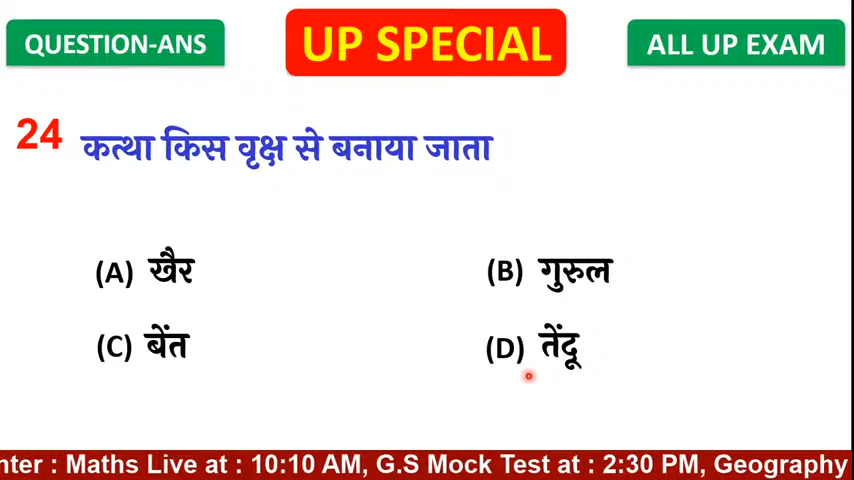 QUESTION-ANS
UP SPECIAL
ALL UP EXAM
24 कत्था किस वृक्ष से बनाया जाता
(A) खैर
(B) गुरुल
(C) बेंत
(D) तेंदू
: Maths Live at : 10:10 AM, G.S Mock Test at : 2:30 PM, Geography